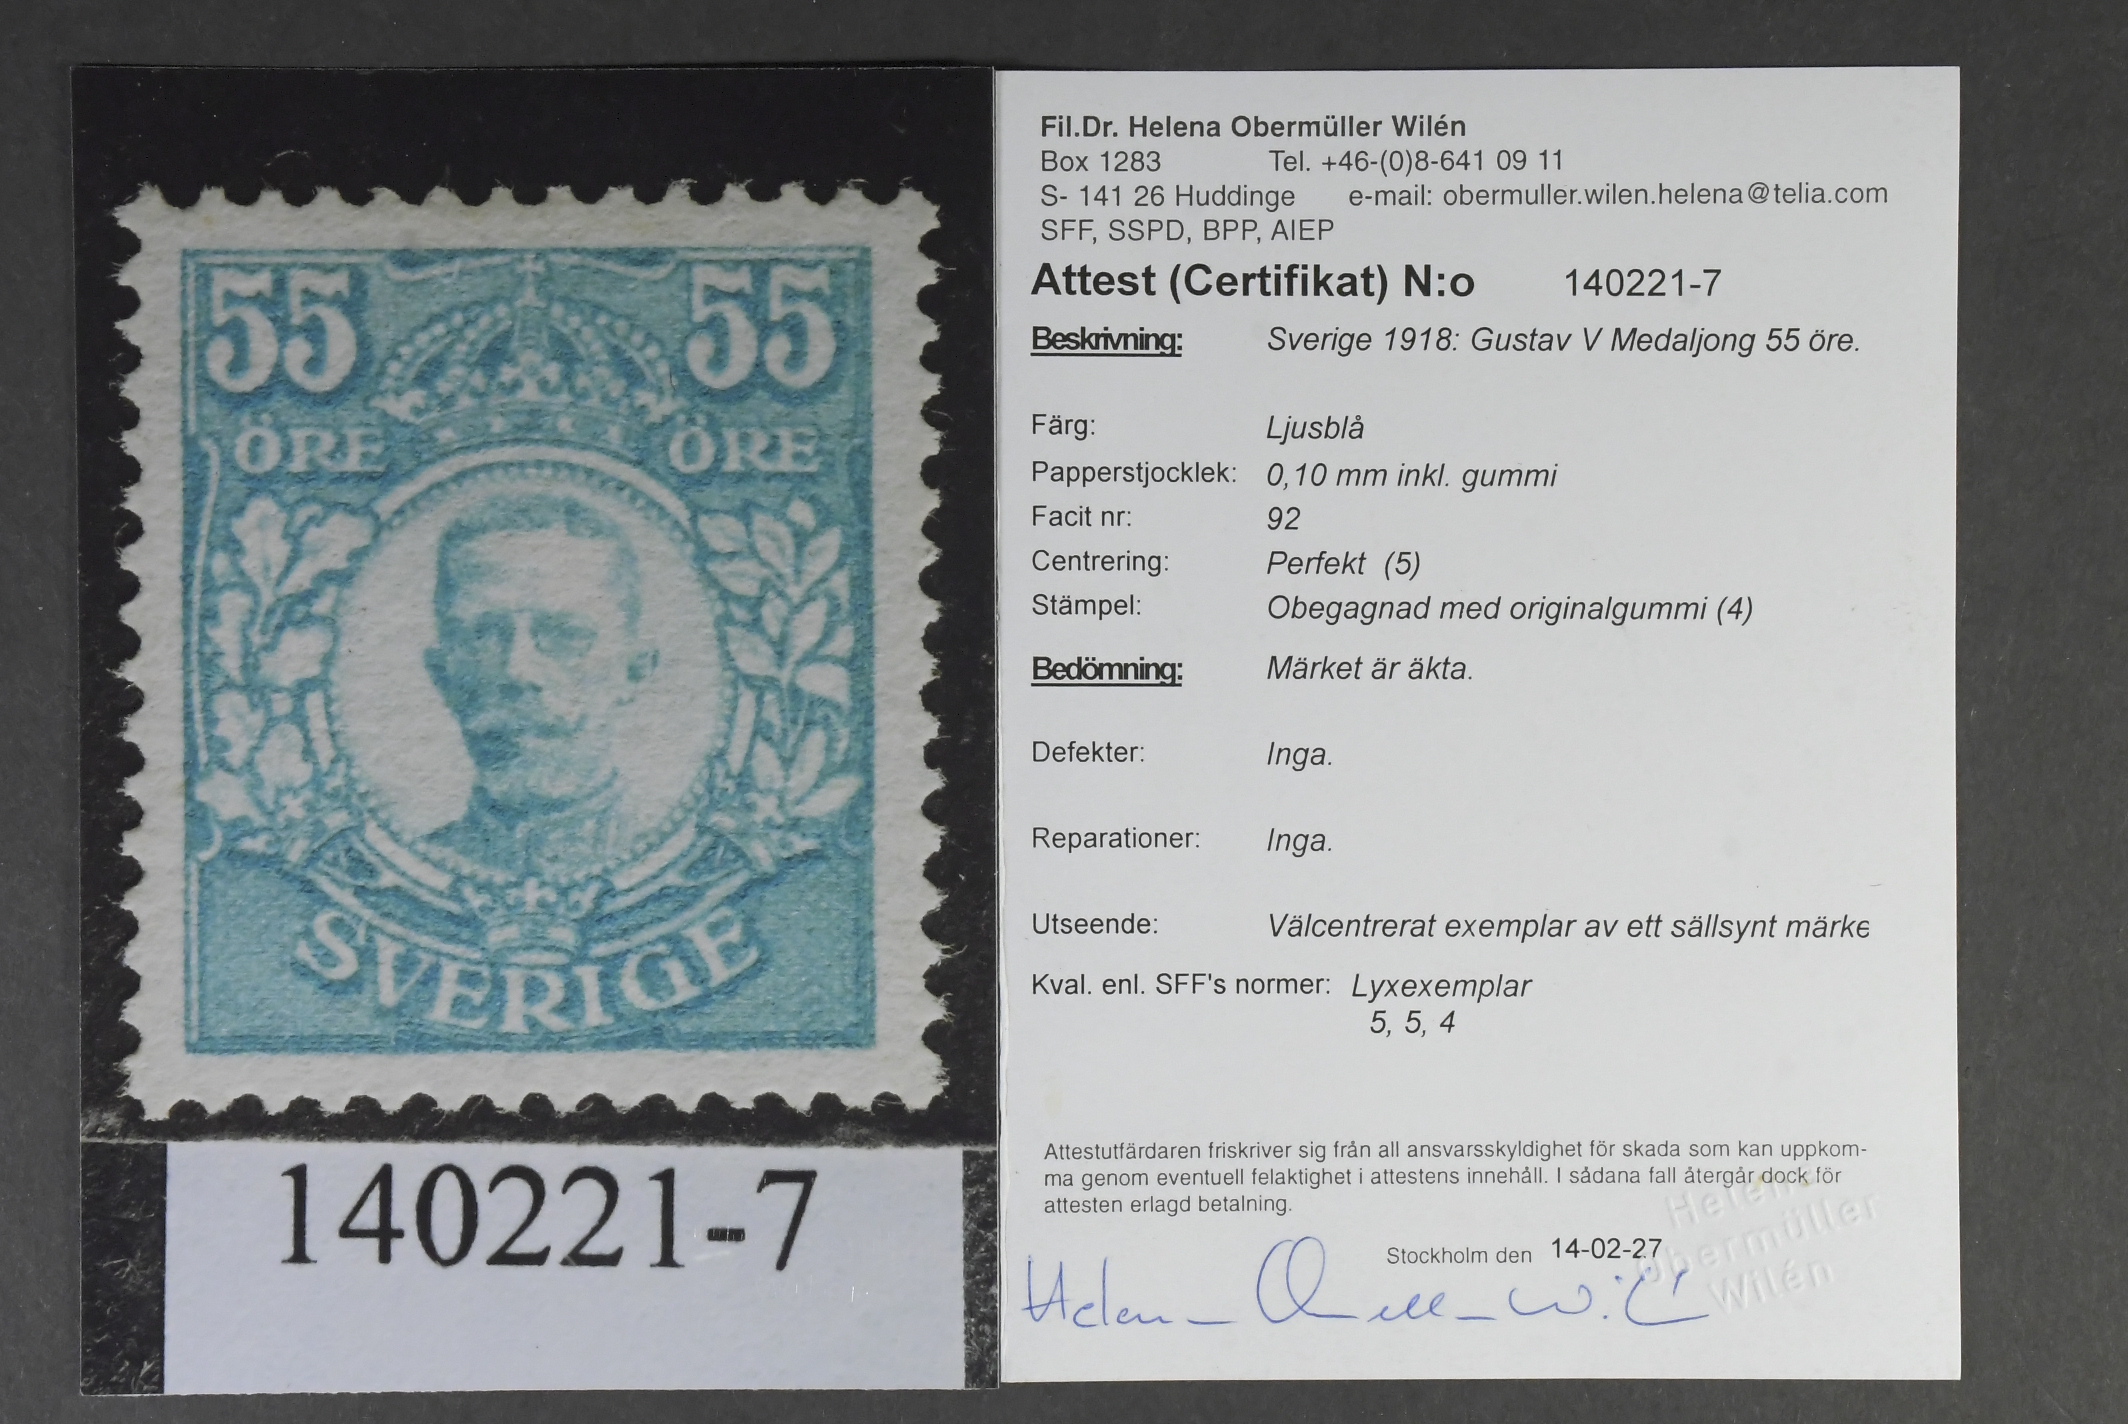 55 55
ÖRE ÖRE
SVERIGE
140221-7
Fil.Dr. Helena Obermüller Wilén
Box 1283 Tel. +46-(0)8-641 09 11
S- 141 26 Huddinge e-mail: obermuller.wilen.helena@telia.com
SFF, SSPD, BPP, AIEP
Attest (Certifikat) N:o 140221-7
Beskrivning: Sverige 1918: Gustav V Medaljong 55 öre.
Färg: Ljusblå
Papperstjocklek: 0,10 mm inkl. gummi
Facit nr: 92
Centrering: Perfekt (5)
Stämpel: Obegagnad med originalgummi (4)
Bedömning: Märket är äkta.
Defekter: Inga.
Reparationer: Inga.
Utseende: Välcentrerat exemplar av ett sällsynt märke
Kval. enl. SFF's normer: Lyxexemplar
5, 5, 4
Attestutfärdaren friskriver sig från all ansvarsskyldighet för skada som kan uppkom-
ma genom eventuell felaktighet i attestens innehåll. I sådana fall återgår dock för
attesten erlagd betalning.
Stockholm den 14-02-27
Helena Obermüller Wilén
Helena
Obermüller
Wilén